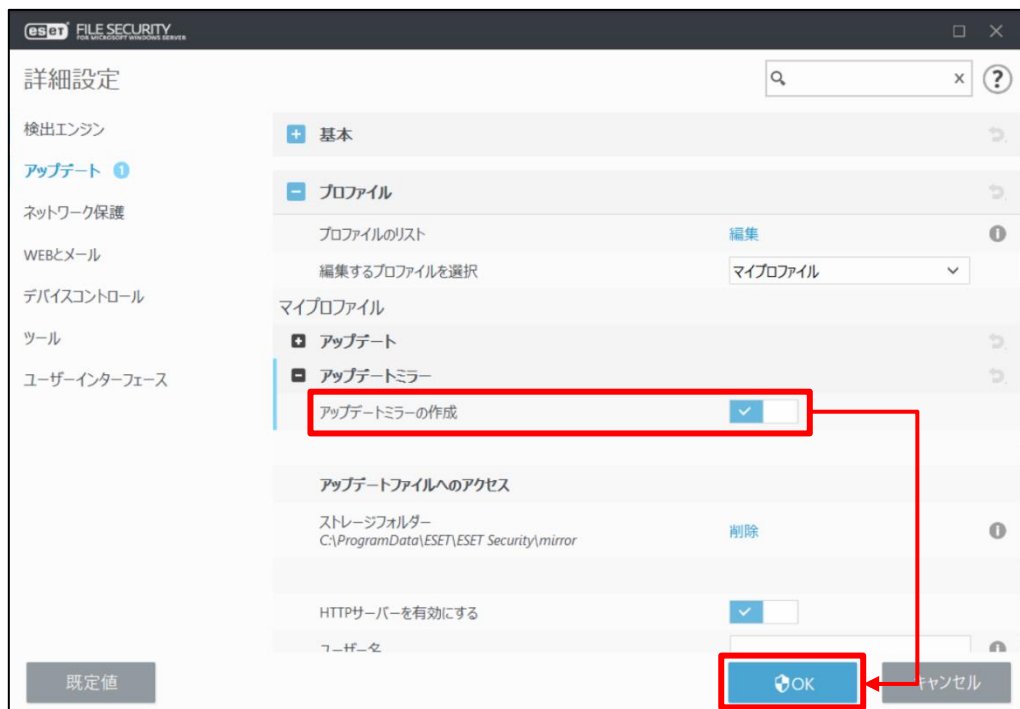 eset FILE SECURITY
FOR MICROSOFT WINDOWS SERVER
詳細設定
検出エンジン
アップデート 1
ネットワーク保護
WEBとメール
デバイスコントロール
ツール
ユーザーインターフェース
基本
プロファイル
プロファイルのリスト 編集
編集するプロファイルを選択 マイプロファイル
マイプロファイル
アップデート
アップデートミラー
アップデートミラーの作成
アップデートファイルへのアクセス
ストレージフォルダー 削除
C:\ProgramData\ESET\ESET Security\mirror
HTTPサーバーを有効にする
ユーザー名
既定値 OK キャンセル